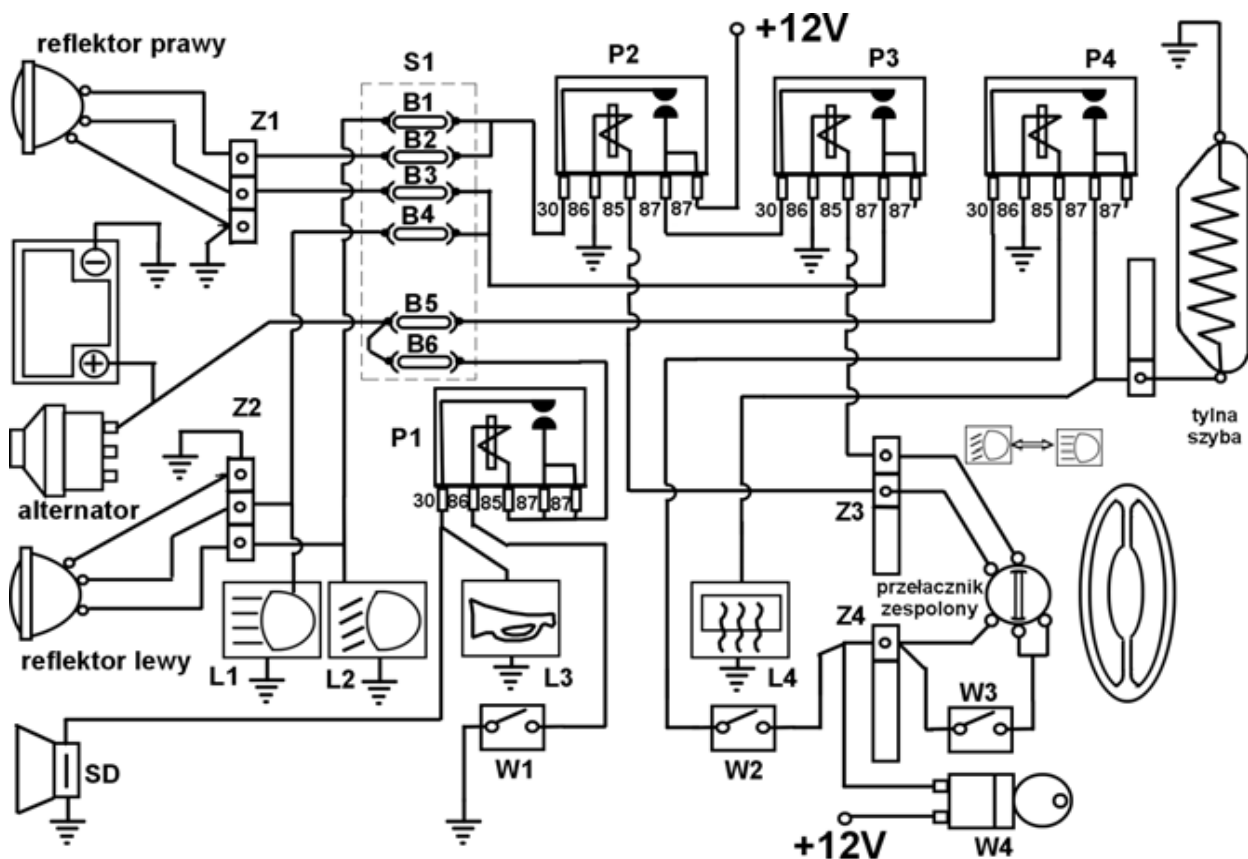 reflektor prawy
+12V
S1
P2
P3
P4
B1
Z1
B2
B3
30 86 85 87 87
30 86 85 87 87
30 86 85 87 87
B4
B5
B6
Z2
P1
tylna
szyba
30 86 85 87 87
alternator
Z3
przełacznik
zespolony
Z4
reflektor lewy
L1
L2
L3
L4
W3
SD
W1
W2
+12V
W4